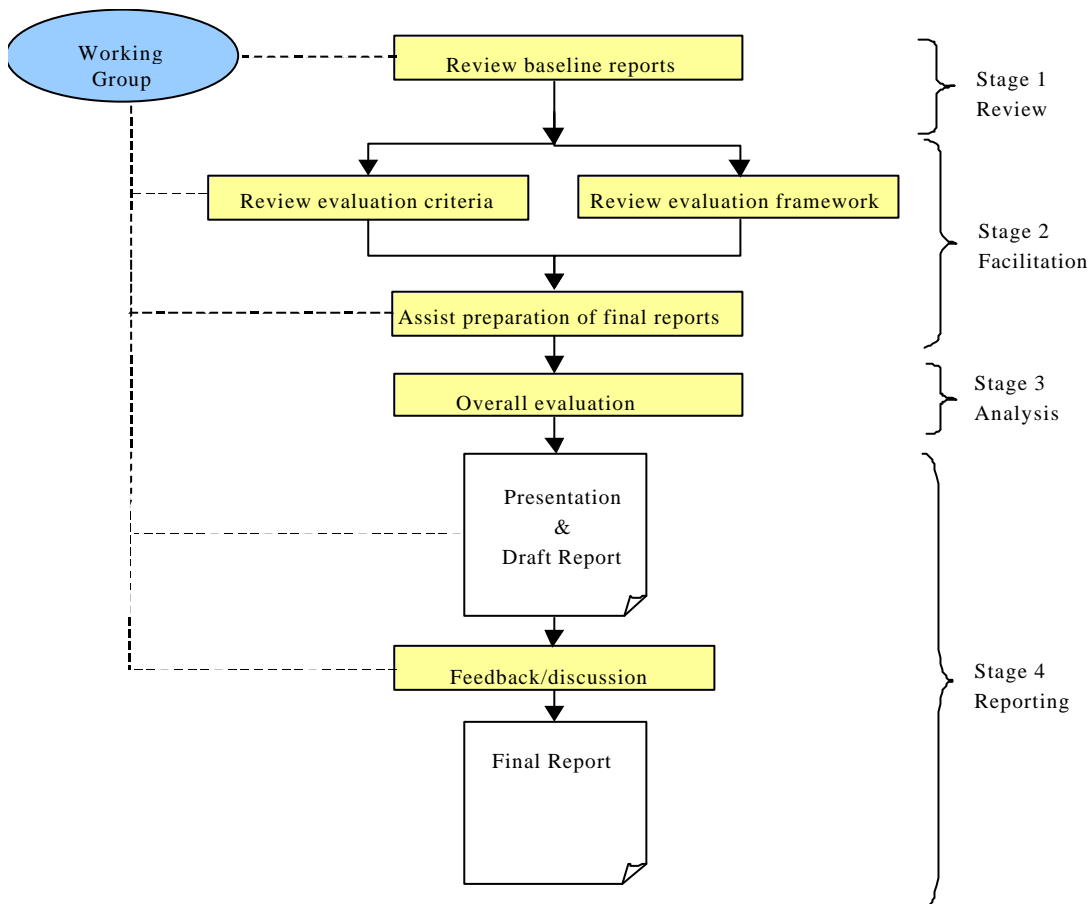 Working
Group
Review baseline reports
Stage 1
Review
Review evaluation criteria
Review evaluation framework
Stage 2
Facilitation
Assist preparation of final reports
Overall evaluation
Stage 3
Analysis
Presentation
&
Draft Report
Feedback/discussion
Stage 4
Reporting
Final Report